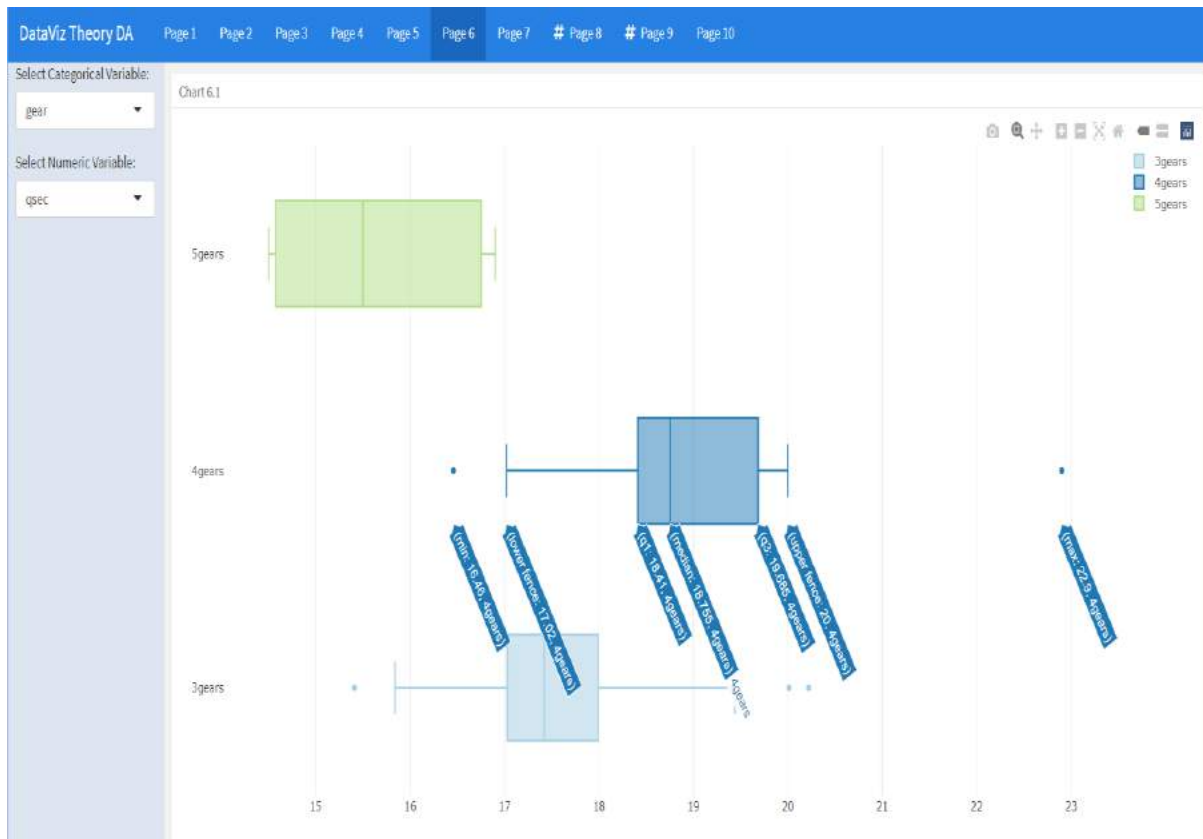 DataViz Theory DA Page 1 Page 2 Page 3 Page 4 Page 5 Page 6 Page 7 # Page 8 # Page 9 Page 10
Select Categorical Variable:
gear
Select Numeric Variable:
qsec
Chart 6.1
3gears
4gears
5gears
5gears
4gears
(min: 16.46, 4gears)
(lower fence: 17.02, 4gears)
(q1: 18.41, 4gears)
(median: 18.755, 4gears)
(q3: 19.685, 4gears)
(upper fence: 20, 4gears)
(max: 22.9, 4gears)
4gears
3gears
15 16 17 18 19 20 21 22 23